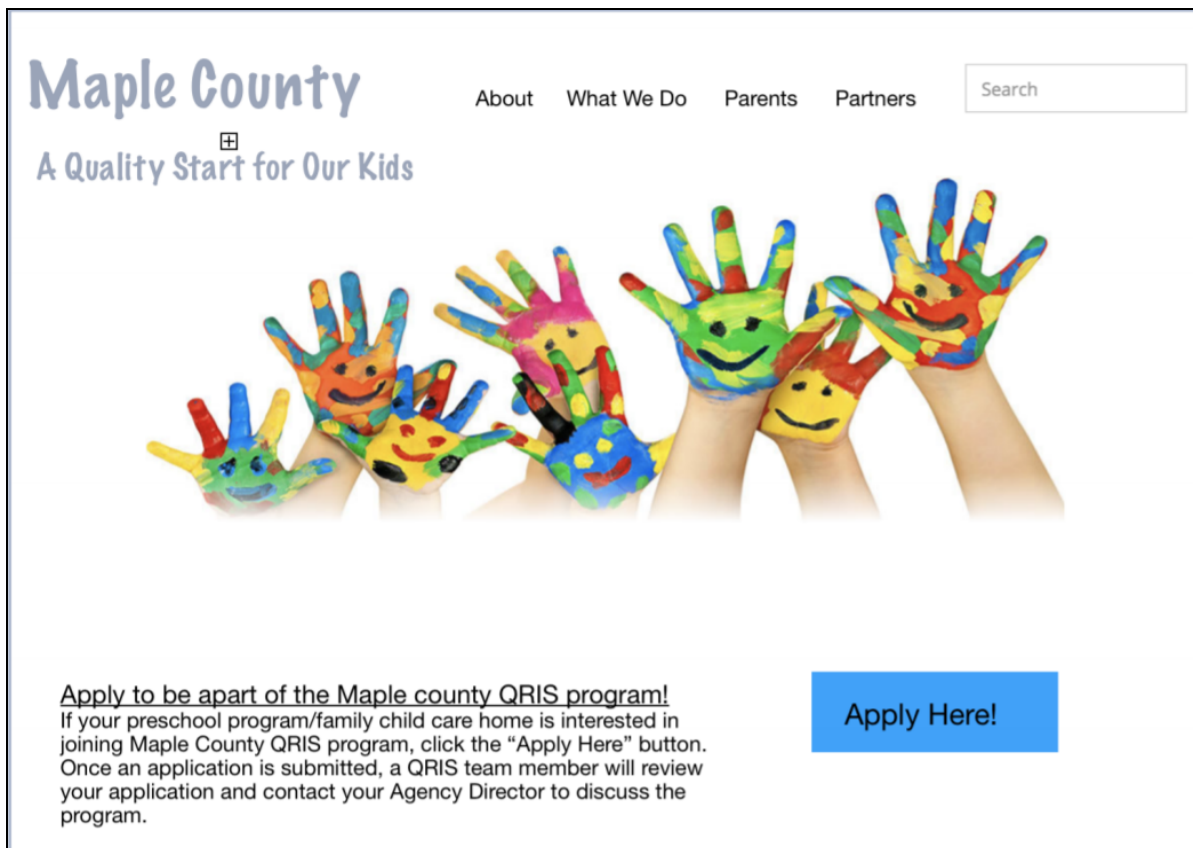 Maple County
A Quality Start for Our Kids
About
What We Do
Parents
Partners
Search
Apply to be apart of the Maple county QRIS program!
If your preschool program/family child care home is interested in
joining Maple County QRIS program, click the “Apply Here” button.
Once an application is submitted, a QRIS team member will review
your application and contact your Agency Director to discuss the
program.
Apply Here!